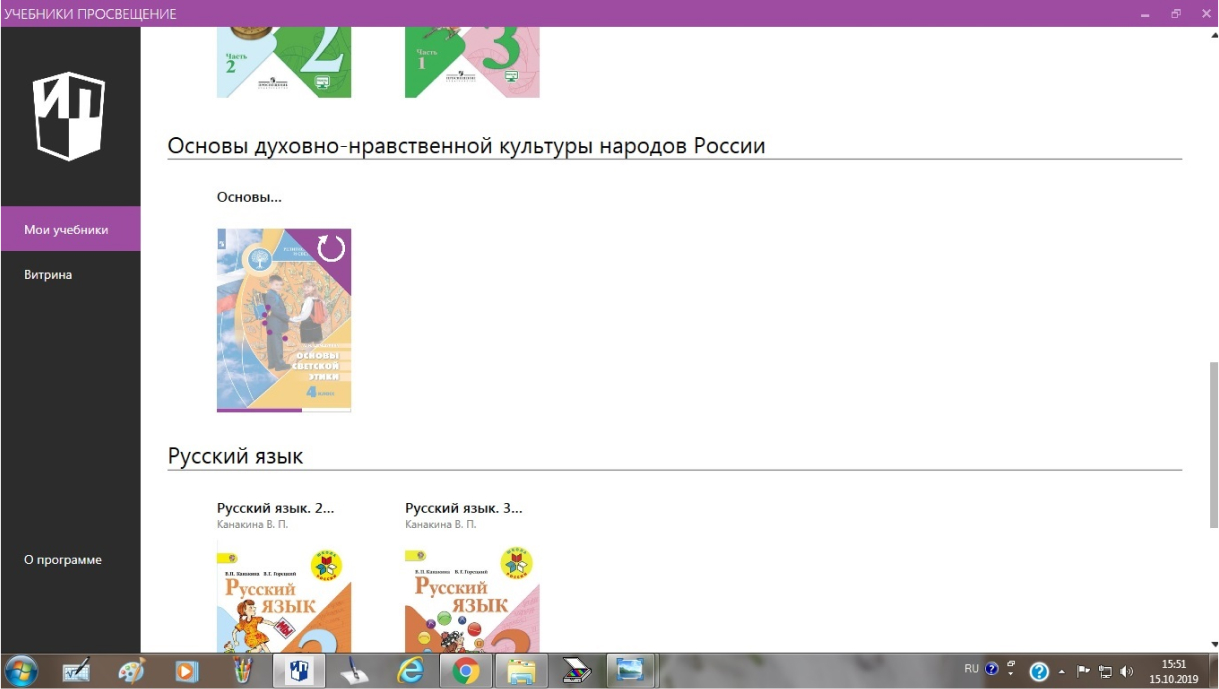 УЧЕБНИКИ ПРОСВЕЩЕНИЕ
ИП
Мои учебники
Витрина
О программе
Часть
2
2
Часть
1
3
ПРОСВЕЩЕНИЕ
Основы духовно-нравственной культуры народов России
Основы...
ОСНОВЫ
СВЕТСКОЙ
ЭТИКИ
4 класс
Русский язык
Русский язык. 2...
Канакина В. П.
Русский язык. 3...
Канакина В. П.
В.П. Канакина В.Г. Горецкий
Русский
ЯЗЫК
МЫ
2
В.П. Канакина В.Г. Горецкий
Русский
ЯЗЫК
3
RU
15:51
15.10.2019